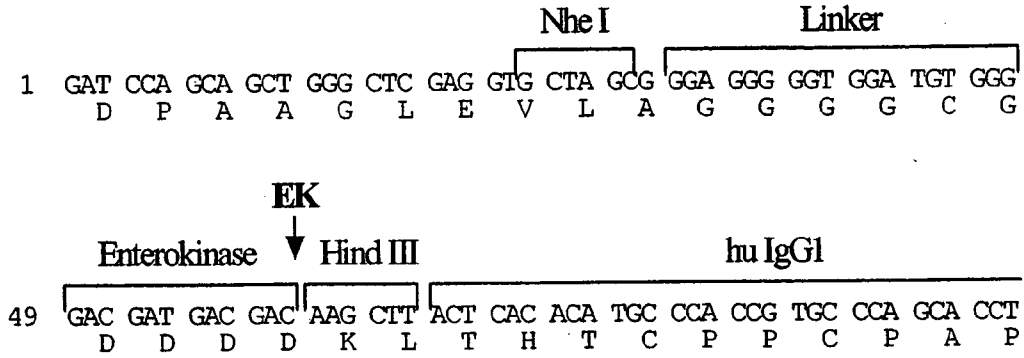 Nhe I Linker
1 GAT CCA GCA GCT GGG CTC GAG GTG CTA GCG GGA GGG GGT GGA TGT GGG
D P A A G L E V L A G G G G C G
EK
Enterokinase Hind III hu IgG1
49 GAC GAT GAC GAC AAG CTT ACT CAC ACA TGC CCA CCG TGC CCA GCA CCT
D D D D K L T H T C P P C P A P